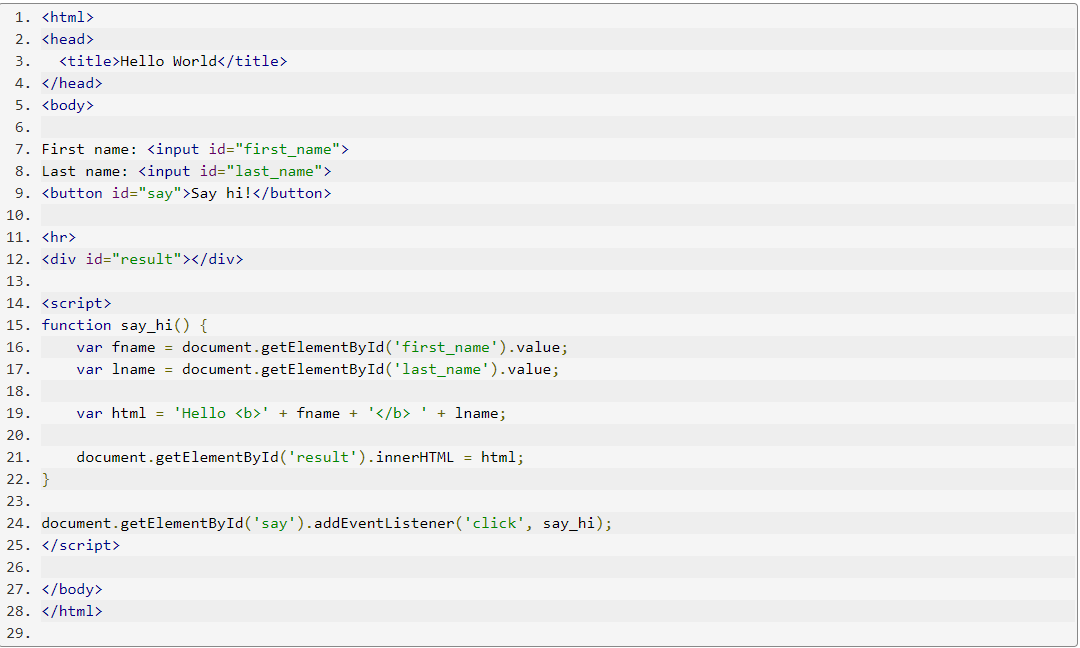 1. <html>
2. <head>
3.   <title>Hello World</title>
4. </head>
5. <body>
6.
7. First name: <input id="first_name">
8. Last name: <input id="last_name">
9. <button id="say">Say hi!</button>
10.
11. <hr>
12. <div id="result"></div>
13.
14. <script>
15. function say_hi() {
16.     var fname = document.getElementById('first_name').value;
17.     var lname = document.getElementById('last_name').value;
18.
19.     var html = 'Hello <b>' + fname + '</b> ' + lname;
20.
21.     document.getElementById('result').innerHTML = html;
22. }
23.
24. document.getElementById('say').addEventListener('click', say_hi);
25. </script>
26.
27. </body>
28. </html>
29.